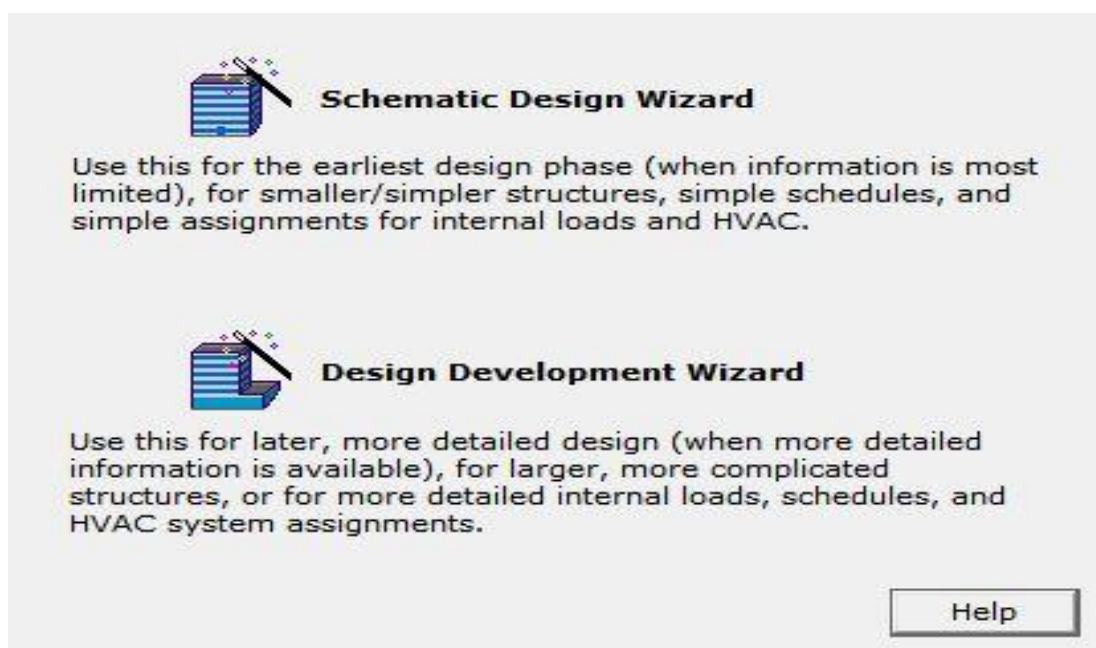 Schematic Design Wizard
Use this for the earliest design phase (when information is most
limited), for smaller/simpler structures, simple schedules, and
simple assignments for internal loads and HVAC.
Design Development Wizard
Use this for later, more detailed design (when more detailed
information is available), for larger, more complicated
structures, or for more detailed internal loads, schedules, and
HVAC system assignments.
Help